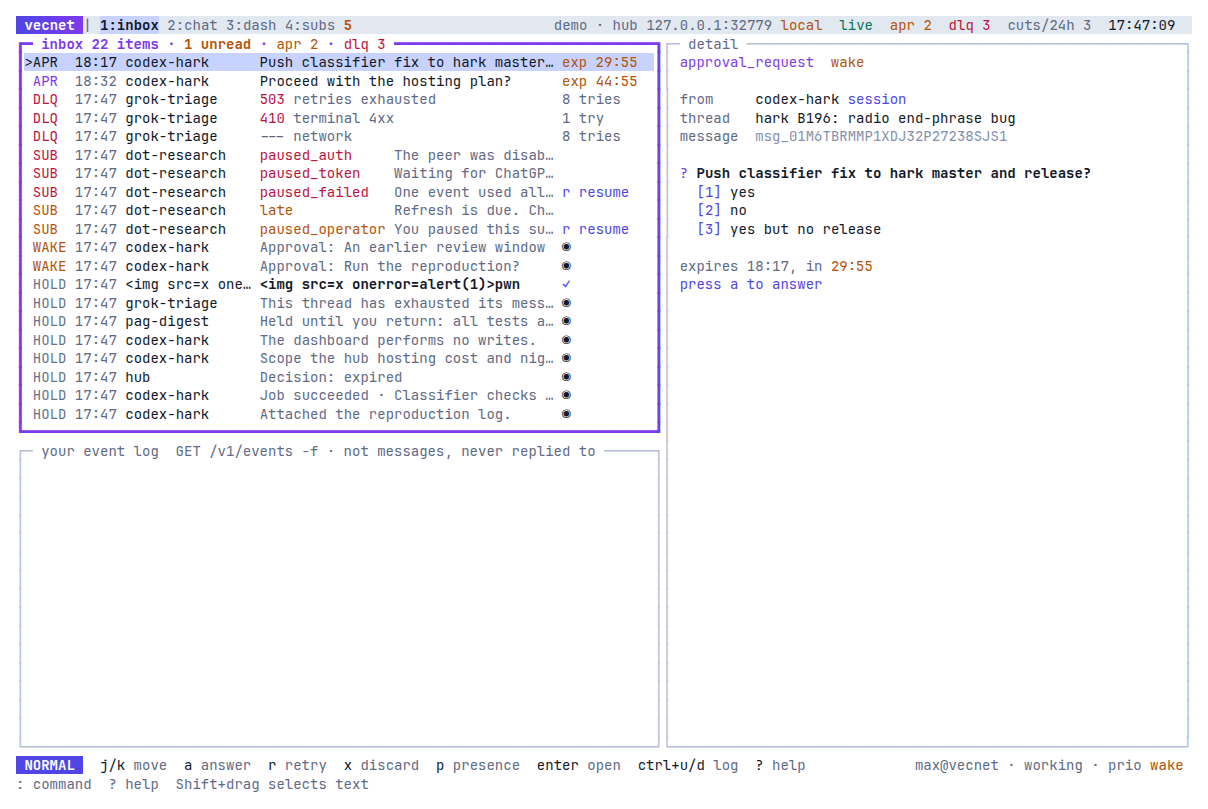 vecnet | 1:inbox 2:chat 3:dash 4:subs 5 demo · hub 127.0.0.1:32779 local live apr 2 dlq 3 cuts/24h 3 17:47:09
inbox 22 items · 1 unread · apr 2 · dlq 3
>APR 18:17 codex-hark Push classifier fix to hark master… exp 29:55
APR 18:32 codex-hark Proceed with the hosting plan? exp 44:55
DLQ 17:47 grok-triage 503 retries exhausted 8 tries
DLQ 17:47 grok-triage 410 terminal 4xx 1 try
DLQ 17:47 grok-triage --- network 8 tries
SUB 17:47 dot-research paused_auth The peer was disab…
SUB 17:47 dot-research paused_token Waiting for ChatGP…
SUB 17:47 dot-research paused_failed One event used all… r resume
SUB 17:47 dot-research late Refresh is due. Ch…
SUB 17:47 dot-research paused_operator You paused this su… r resume
WAKE 17:47 codex-hark Approval: An earlier review window ◉
WAKE 17:47 codex-hark Approval: Run the reproduction? ◉
HOLD 17:47 <img src=x one… <img src=x onerror=alert(1)>pwn ✓
HOLD 17:47 grok-triage This thread has exhausted its mess… ◉
HOLD 17:47 pag-digest Held until you return: all tests a… ◉
HOLD 17:47 codex-hark The dashboard performs no writes. ◉
HOLD 17:47 codex-hark Scope the hub hosting cost and nig… ◉
HOLD 17:47 hub Decision: expired ◉
HOLD 17:47 codex-hark Job succeeded · Classifier checks … ◉
HOLD 17:47 codex-hark Attached the reproduction log. ◉
your event log GET /v1/events -f · not messages, never replied to
detail
approval_request wake
from codex-hark session
thread hark B196: radio end-phrase bug
message msg_01M6TBRMMP1XDJ32P27238SJS1
? Push classifier fix to hark master and release?
[1] yes
[2] no
[3] yes but no release
expires 18:17, in 29:55
press a to answer
NORMAL j/k move a answer r retry x discard p presence enter open ctrl+u/d log ? help max@vecnet · working · prio wake
: command ? help Shift+drag selects text